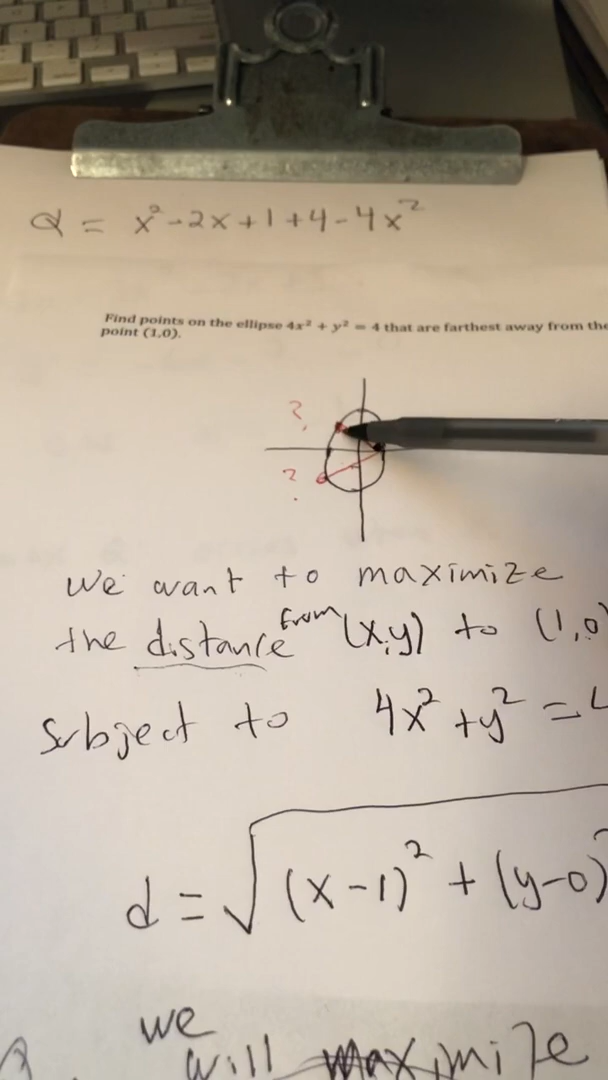 Q = x² - 2x + 1 + 4 - 4x²
Find points on the ellipse 4x² + y² = 4 that are farthest away from the
point (1,0).
?
?
we want to maximize
the distance from (x,y) to (1,0)
subject to 4x² + y² = 4
d = √(x-1)² + (y-0)²
we
will maximize